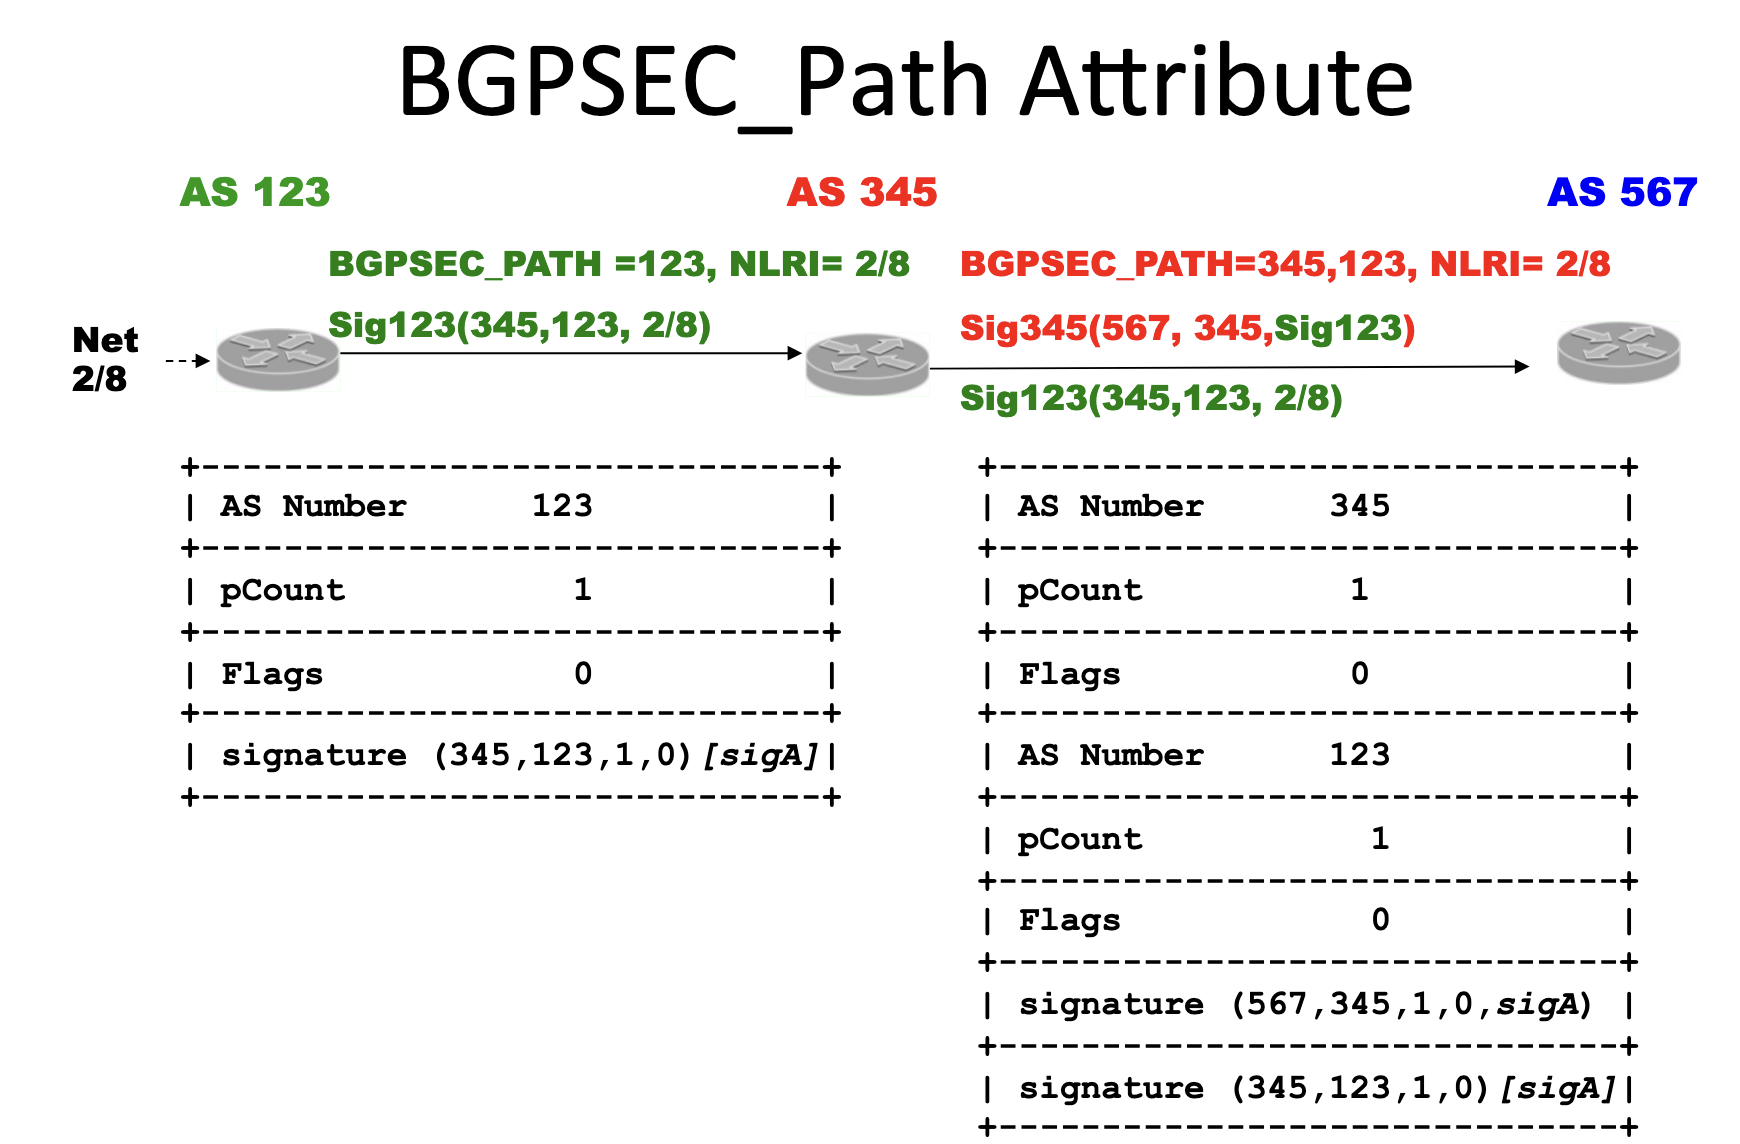 BGPSEC_Path Attribute
AS 123
AS 345
AS 567
BGPSEC_PATH =123, NLRI= 2/8
BGPSEC_PATH=345,123, NLRI= 2/8
Sig123(345,123, 2/8)
Sig345(567, 345,Sig123)
Net
2/8
Sig123(345,123, 2/8)
+------------------------------+
| AS Number 123 |
+------------------------------+
| pCount 1 |
+------------------------------+
| Flags 0 |
+------------------------------+
| signature (345,123,1,0)[sigA]|
+------------------------------+
+------------------------------+
| AS Number 345 |
+------------------------------+
| pCount 1 |
+------------------------------+
| Flags 0 |
+------------------------------+
| AS Number 123 |
+------------------------------+
| pCount 1 |
+------------------------------+
| Flags 0 |
+------------------------------+
| signature (567,345,1,0,sigA) |
+------------------------------+
| signature (345,123,1,0)[sigA]|
+------------------------------+